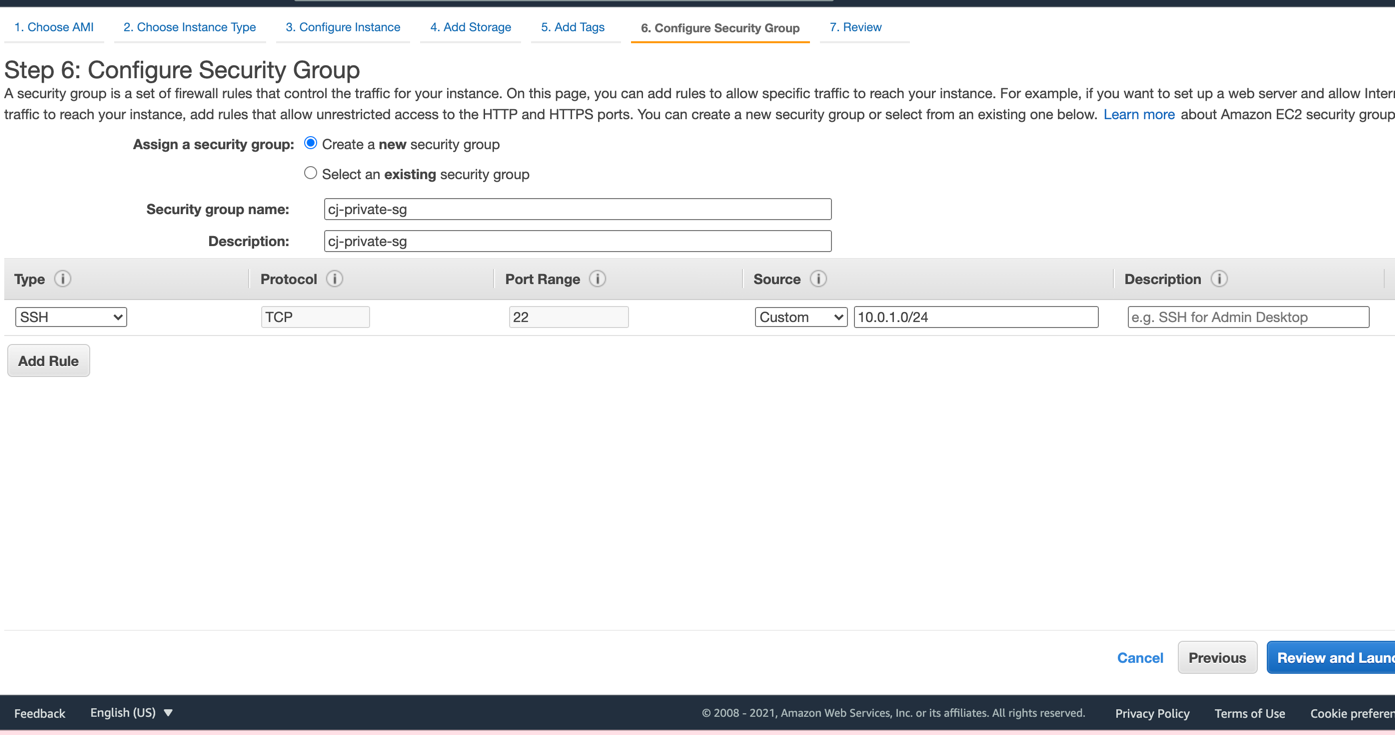 1. Choose AMI 2. Choose Instance Type 3. Configure Instance 4. Add Storage 5. Add Tags 6. Configure Security Group 7. Review
Step 6: Configure Security Group
A security group is a set of firewall rules that control the traffic for your instance. On this page, you can add rules to allow specific traffic to reach your instance. For example, if you want to set up a web server and allow Inter
traffic to reach your instance, add rules that allow unrestricted access to the HTTP and HTTPS ports. You can create a new security group or select from an existing one below. Learn more about Amazon EC2 security group
Assign a security group: Create a new security group
Select an existing security group
Security group name: cj-private-sg
Description: cj-private-sg
Type i Protocol i Port Range i Source i Description i
SSH TCP 22 Custom 10.0.1.0/24 e.g. SSH for Admin Desktop
Add Rule
Cancel Previous Review and Laun
Feedback English (US) © 2008 - 2021, Amazon Web Services, Inc. or its affiliates. All rights reserved. Privacy Policy Terms of Use Cookie preferen